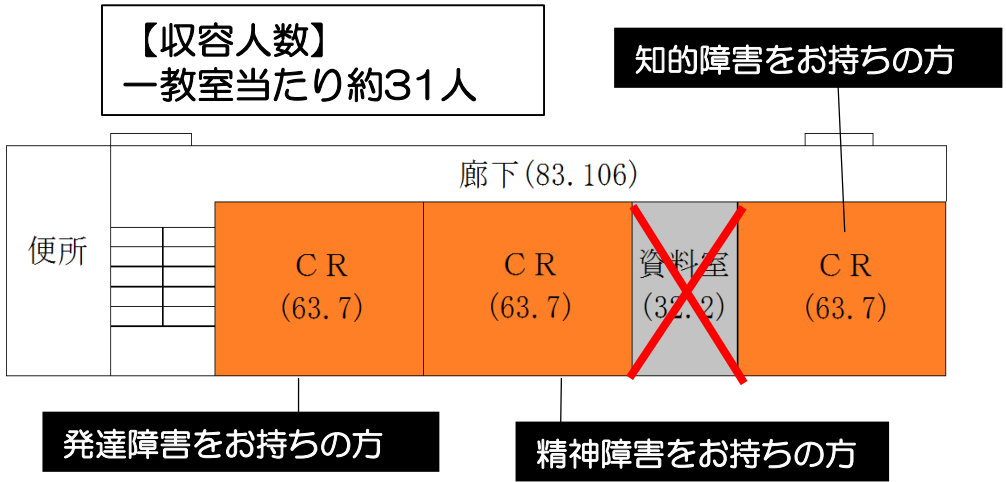 【収容人数】
一教室当たり約31人
知的障害をお持ちの方
廊下(83.106)
便所
CR
(63.7)
CR
(63.7)
資料室
(32.2)
CR
(63.7)
発達障害をお持ちの方
精神障害をお持ちの方